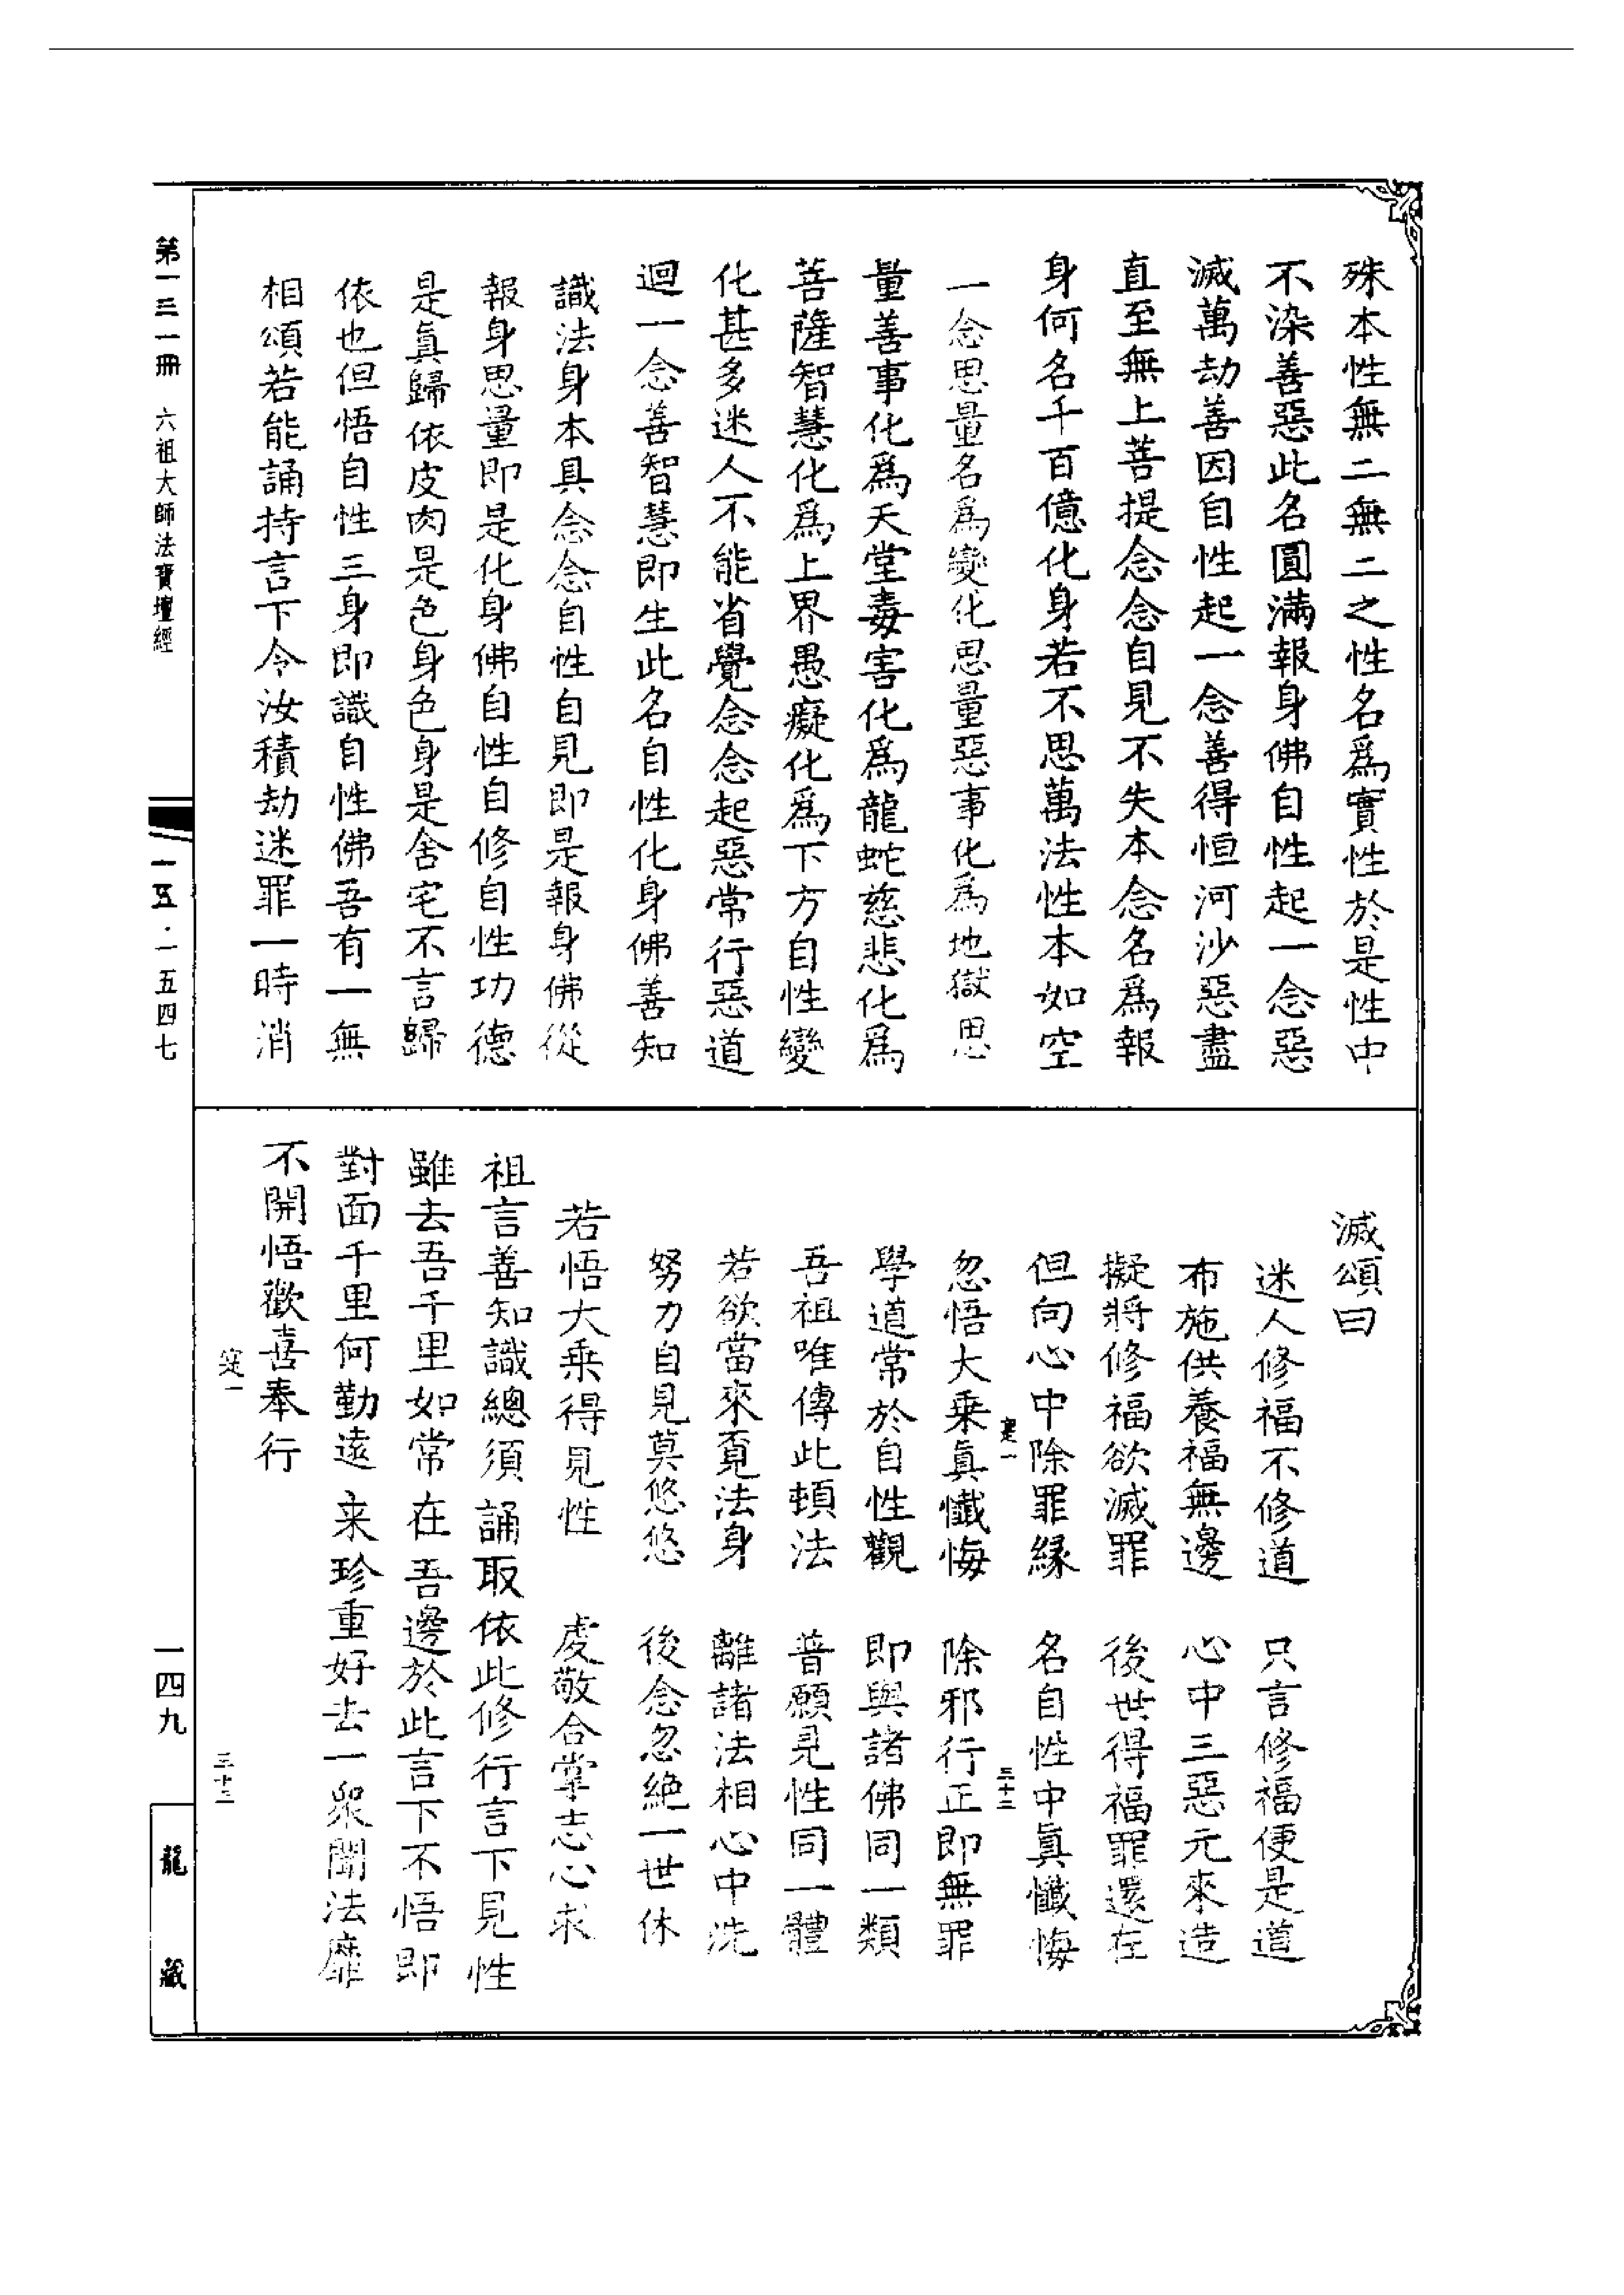 殊本性無二無二之性名爲實性於是性中
不染善惡此名圓滿報身佛自性起一念惡
滅萬劫善因自性起一念善得恒河沙惡盡
直至無上菩提念念自見不失本念名爲報
身何名千百億化身若不思萬法性本如空
一念思量名爲變化思量惡事化爲地獄思
量善事化爲天堂毒害化爲龍蛇慈悲化爲
菩薩智慧化爲上界愚癡化爲下方自性變
化甚多迷人不能省覺念念起惡常行惡道
迴一念善智慧即生此名自性化身佛善知
識法身本具念念自性自見即是報身佛從
報身思量即是化身佛自性自修自性功德
是真歸依皮肉是色身色身是舍宅不言歸
依也但悟自性三身即識自性佛吾有一無
相頌若能誦持言下令汝積劫迷罪一時消
滅頌曰
迷人修福不修道 只言修福便是道
布施供養福無邊 心中三惡元來造
擬將修福欲滅罪 後世得福罪還在
但向心中除罪緣 名自性中真懺悔
忽悟大乗真懺悔 除邪行正即無罪
定一 三十二
學道常於自性觀 即與諸佛同一類
吾祖唯傳此頓法 普願見性同一體
若欲當來覓法身 離諸法相心中洗
努力自見莫悠悠 後念忽絶一世休
若悟大乗得見性 虔敬合掌志心求
祖言善知識總須誦取依此修行言下見性
雖去吾千里如常在吾邊於此言下不悟即
對面千里何勤遠来珍重好去一衆聞法靡
不開悟歡喜奉行
定一 三十二
第一三一冊 六祖大師法寶壇經
一五·一五四七
一四九
龍藏